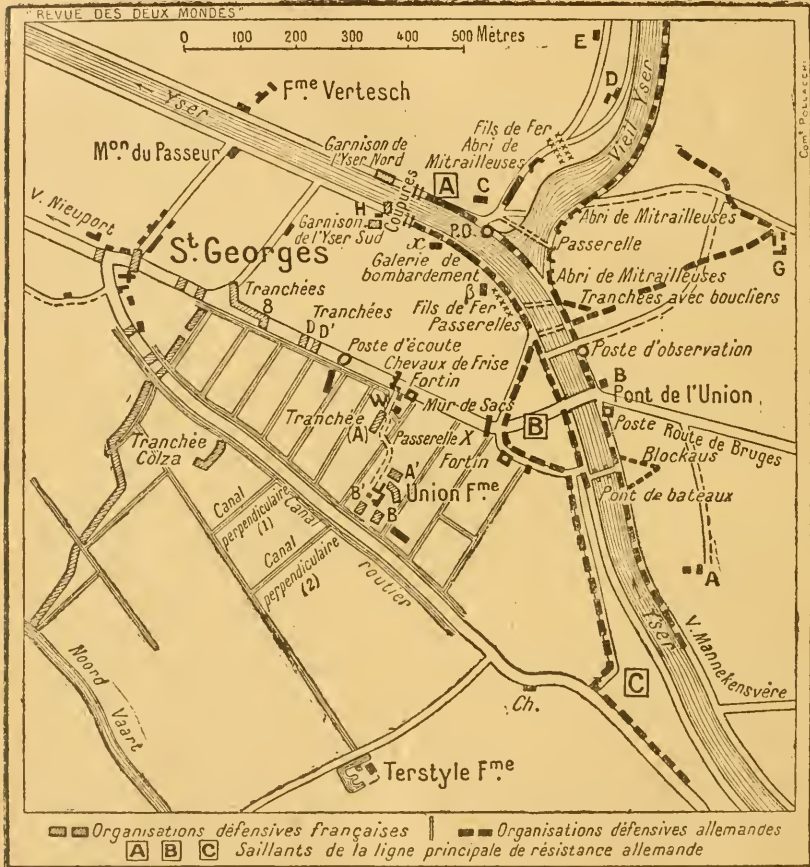 "REVUE DES DEUX MONDES"
0 100 200 300 400 500 Mètres
Comt POLLACCHI
E
D
Fme Vertesch
Yser
Vieil Yser
Fils de Fer
Abri de
Mitrailleuses
Garnison de
l'Yser Nord
Mon du Passeur
A
C
Coupures
H
P.O
V. Nieuport
Garnison
de l'Yser Sud
Abri de Mitrailleuses
Passerelle
G
St Georges
x
Galerie de
bombardement
Abri de Mitrailleuses
Tranchées avec boucliers
β
Tranchées
8
Tranchées
D D'
Fils de Fer
Passerelles
Poste d'écoute
Poste d'observation
Chevaux de Frise
Fortin
B
Pont de l'Union
W
Mur de Sacs
B
Poste
Route de Bruges
Tranchée
(A)
Passerelle X
Fortin
Blockaus
Tranchée
Colza
A'
Union Fme
Pont de bateaux
B'
B
Canal
perpendiculaire
(1)
Canal
routier
Canal
perpendiculaire
(2)
A
Yser
V. Mannekensvère
Noord
Vaart
C
Ch.
Terstyle Fme
Organisations défensives françaises
Organisations défensives allemandes
A B C Saillants de la ligne principale de résistance allemande